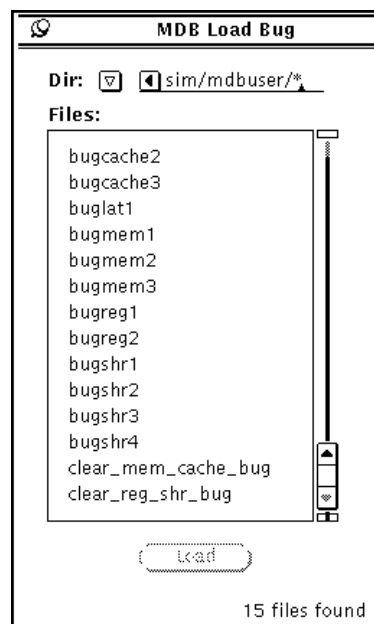 MDB Load Bug
Dir: sim/mdbuser/*
Files:
bugcache2
bugcache3
buglat1
bugmem1
bugmem2
bugmem3
bugreg1
bugreg2
bugshr1
bugshr2
bugshr3
bugshr4
clear_mem_cache_bug
clear_reg_shr_bug
Load
15 files found